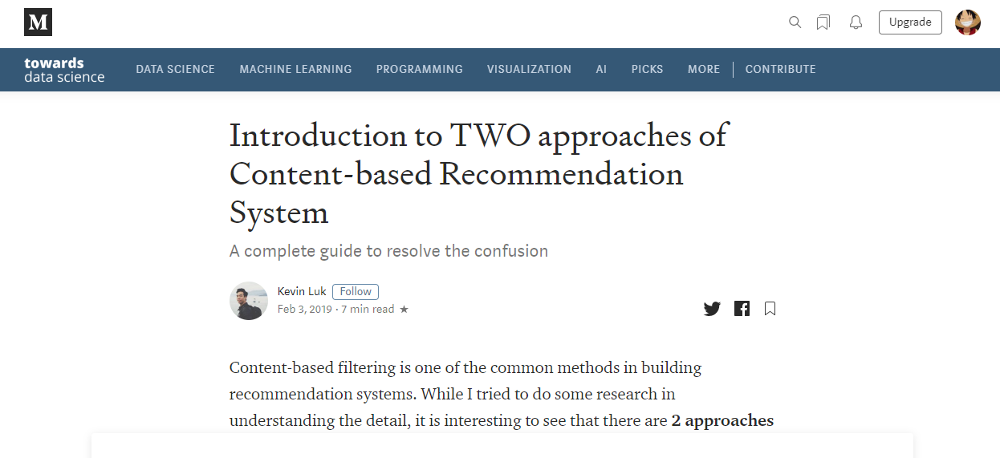 M
Upgrade
towards
data science
DATA SCIENCE MACHINE LEARNING PROGRAMMING VISUALIZATION AI PICKS MORE CONTRIBUTE
Introduction to TWO approaches of
Content-based Recommendation
System
A complete guide to resolve the confusion
Kevin Luk Follow
Feb 3, 2019 · 7 min read ★
Content-based filtering is one of the common methods in building
recommendation systems. While I tried to do some research in
understanding the detail, it is interesting to see that there are 2 approaches